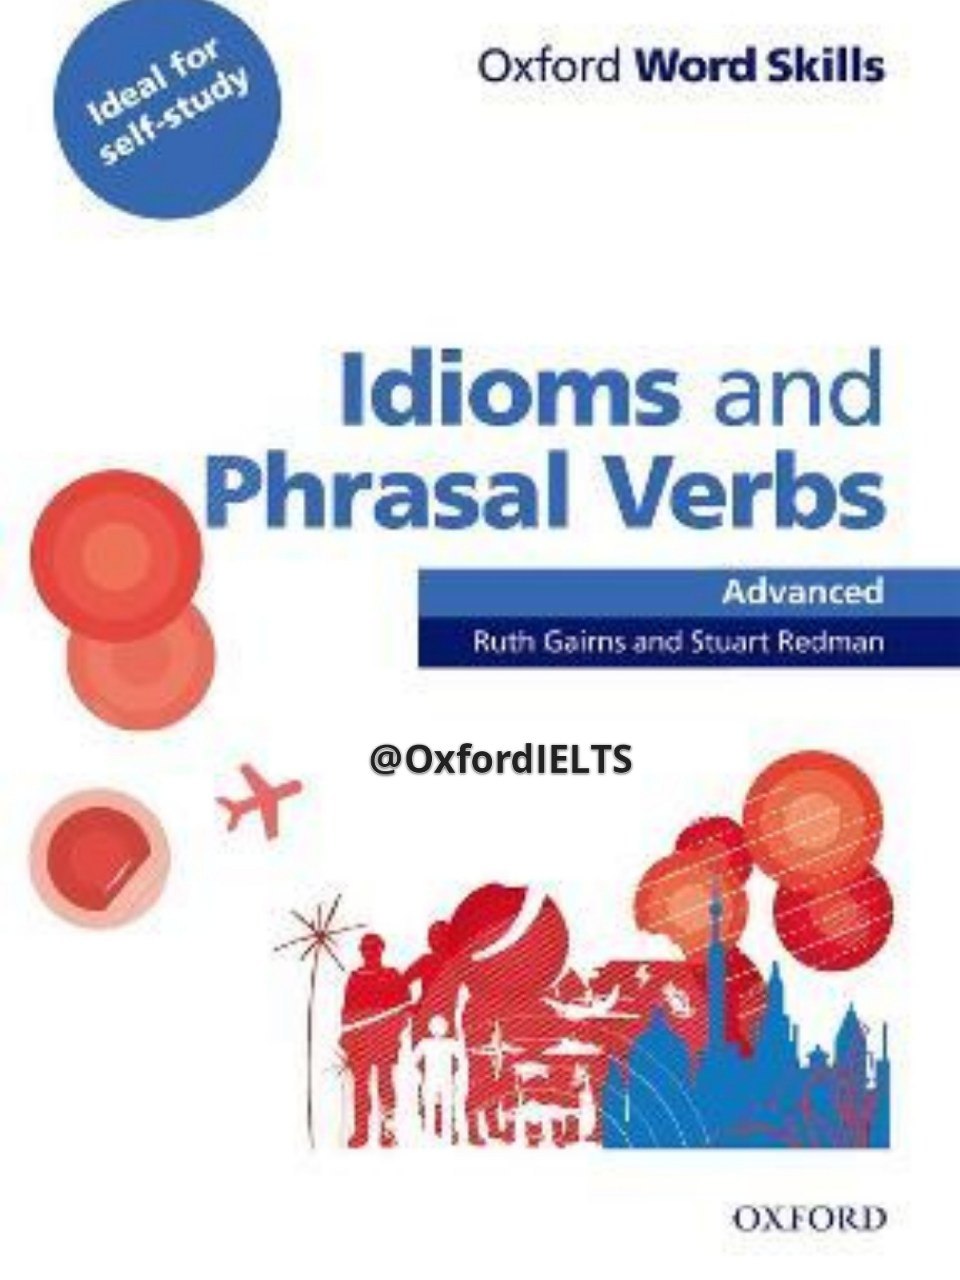 Ideal for
self-study
Oxford Word Skills
Idioms and
Phrasal Verbs
Advanced
Ruth Gairns and Stuart Redman
@OxfordIELTS
OXFORD